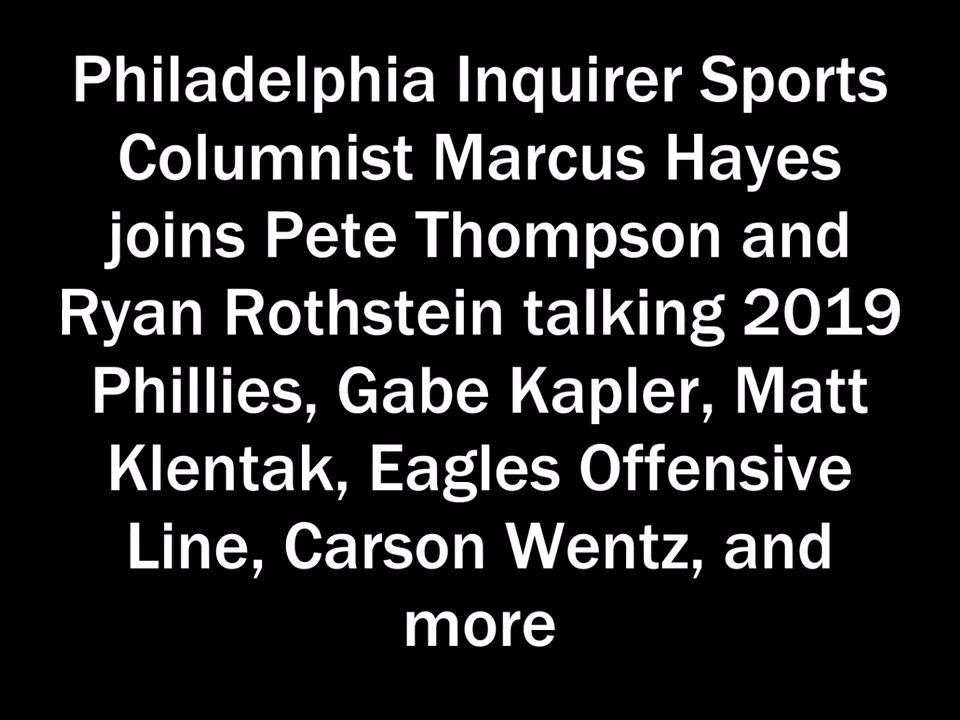 Philadelphia Inquirer Sports
Columnist Marcus Hayes
joins Pete Thompson and
Ryan Rothstein talking 2019
Phillies, Gabe Kapler, Matt
Klentak, Eagles Offensive
Line, Carson Wentz, and
more